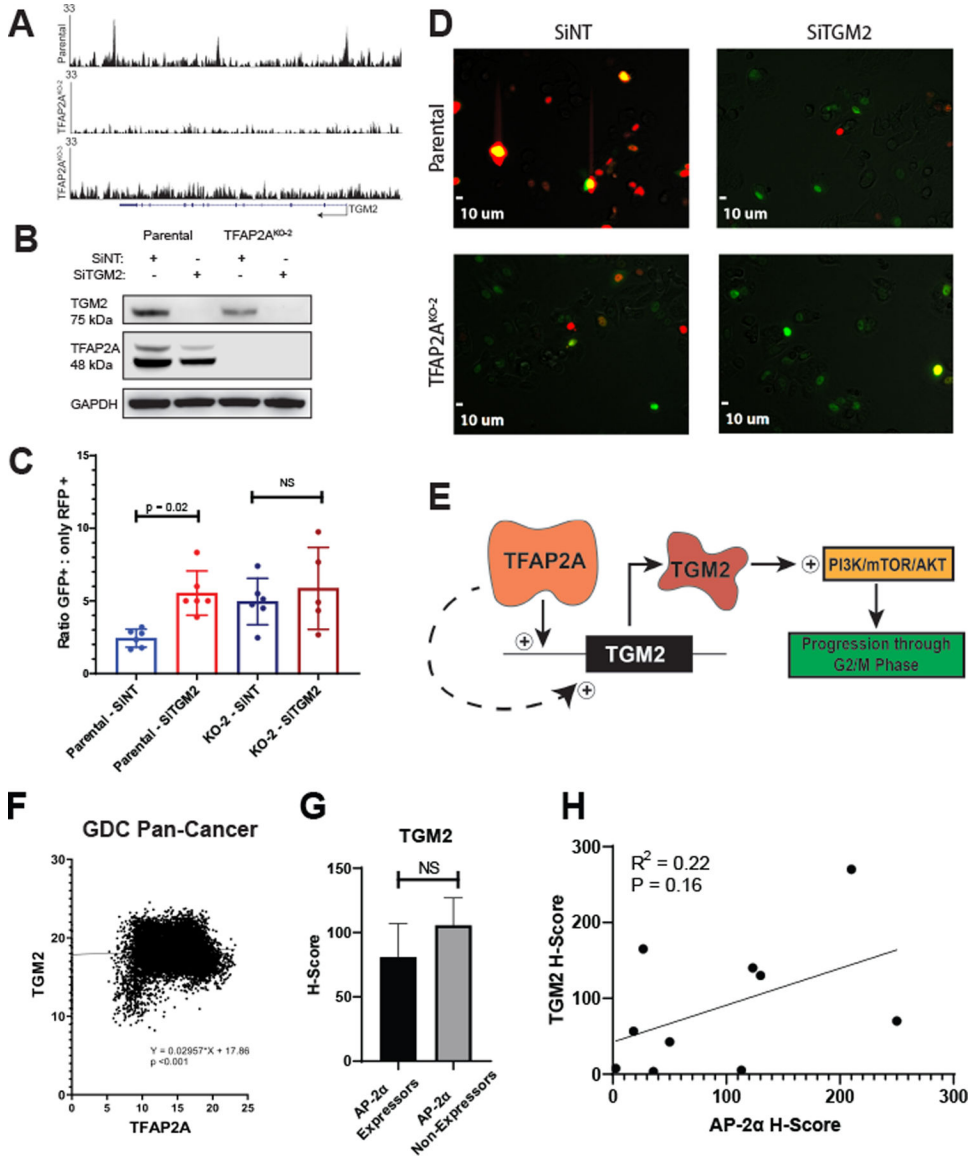 A
33
Parental
33
TFAP2A KO-2
33
TFAP2A KO-3
TGM2
B
Parental TFAP2A KO-2
SiNT: + - + -
SiTGM2: - + - +
TGM2
75 kDa
TFAP2A
48 kDa
GAPDH
C
Ratio GFP+ : only RFP +
15
10
5
0
p = 0.02
NS
Parental - SiNT
Parental - SiTGM2
KO-2 - SiNT
KO-2 - SiTGM2
D
SiNT SiTGM2
Parental
10 um
10 um
TFAP2A KO-2
10 um
10 um
E
TFAP2A
TGM2
PI3K/mTOR/AKT
+
+
+
TGM2
Progression through
G2/M Phase
F
GDC Pan-Cancer
TGM2
30
20
10
0
Y = 0.02957*X + 17.86
p <0.001
0 5 10 15 20 25
TFAP2A
G
TGM2
NS
H-Score
150
100
50
0
AP-2α
Expressors
AP-2α
Non-Expressors
H
R2 = 0.22
P = 0.16
TGM2 H-Score
300
200
100
0
0 100 200 300
AP-2α H-Score